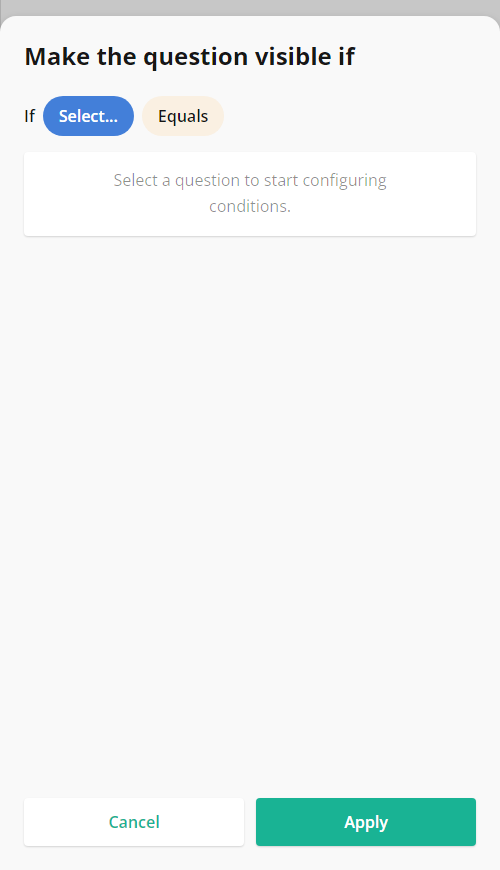 Make the question visible if
If Select... Equals
Select a question to start configuring
conditions.
Cancel Apply